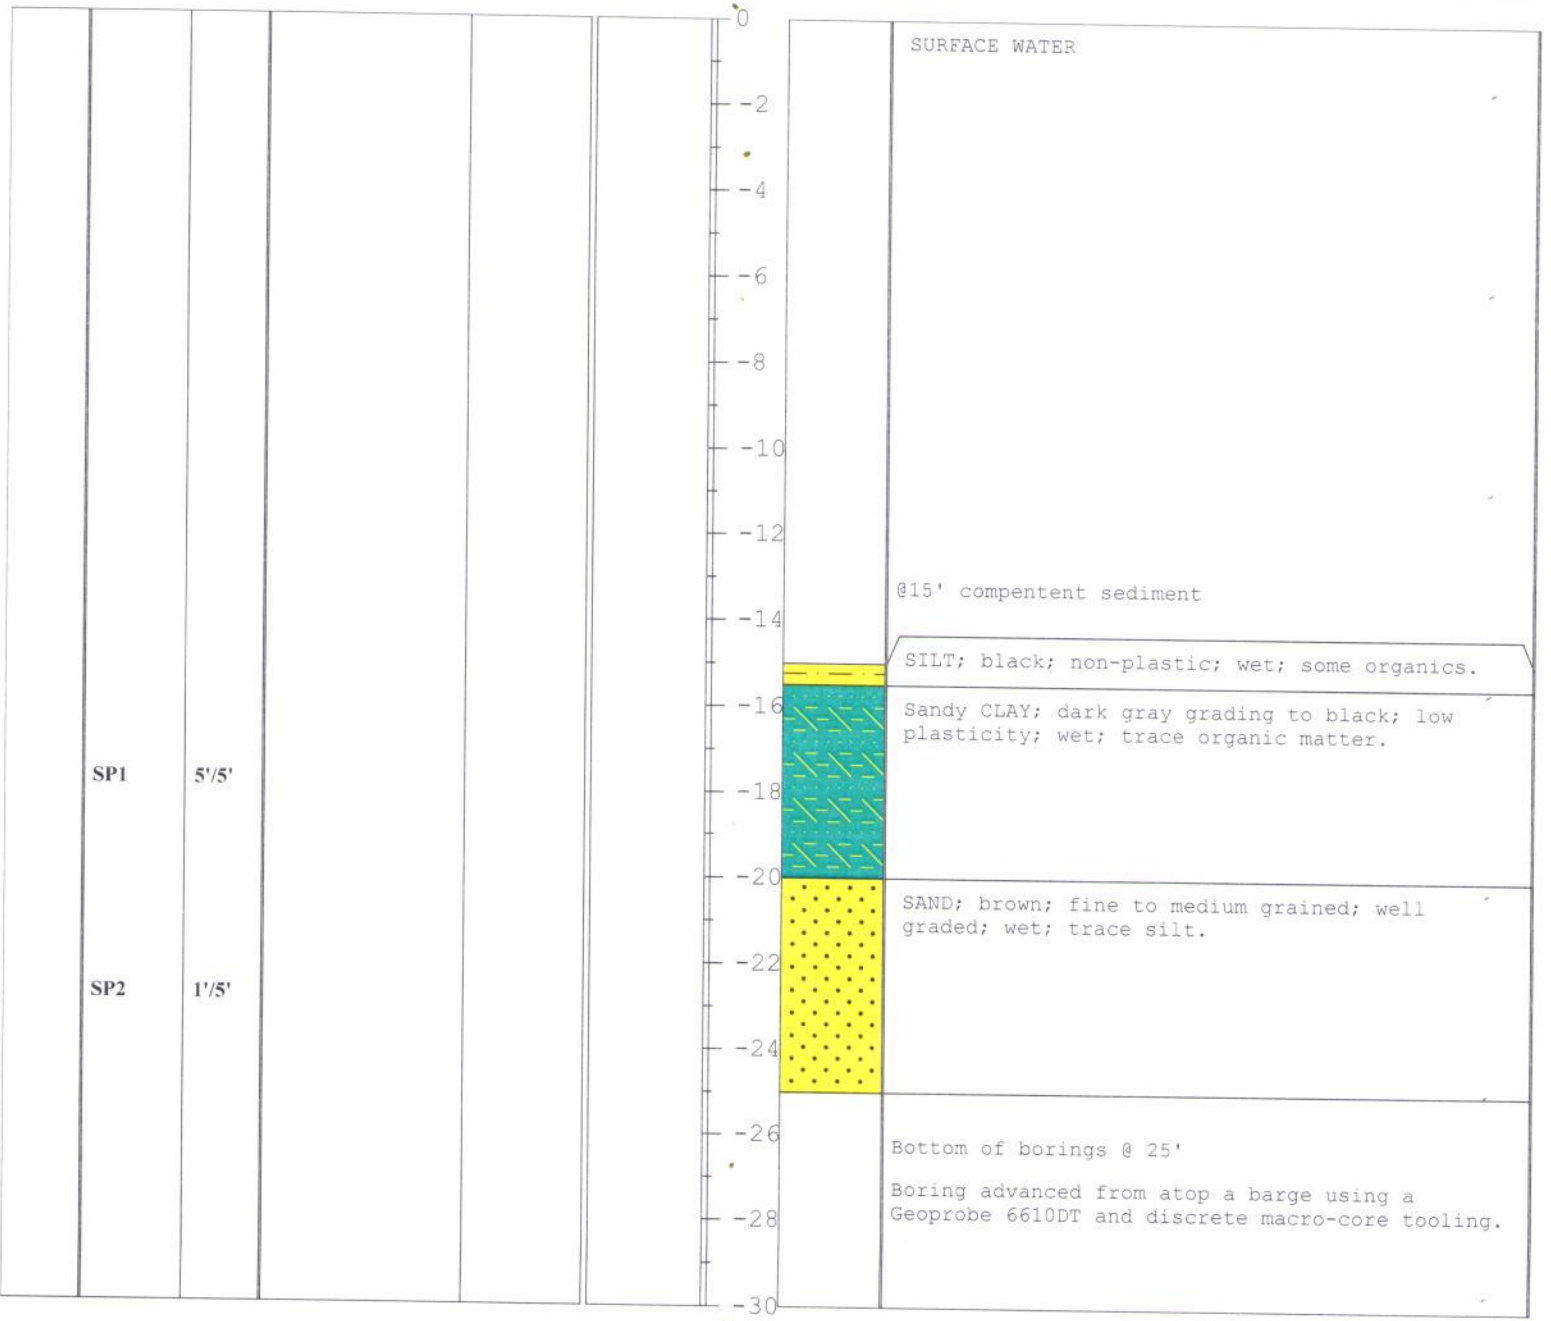 0
SURFACE WATER
-2
-4
-6
-8
-10
-12
@15' compentent sediment
-14
SILT; black; non-plastic; wet; some organics.
-16
Sandy CLAY; dark gray grading to black; low
plasticity; wet; trace organic matter.
SP1 5'/5'
-18
-20
SAND; brown; fine to medium grained; well
graded; wet; trace silt.
-22
SP2 1'/5'
-24
-26
Bottom of borings @ 25'
Boring advanced from atop a barge using a
Geoprobe 6610DT and discrete macro-core tooling.
-28
-30